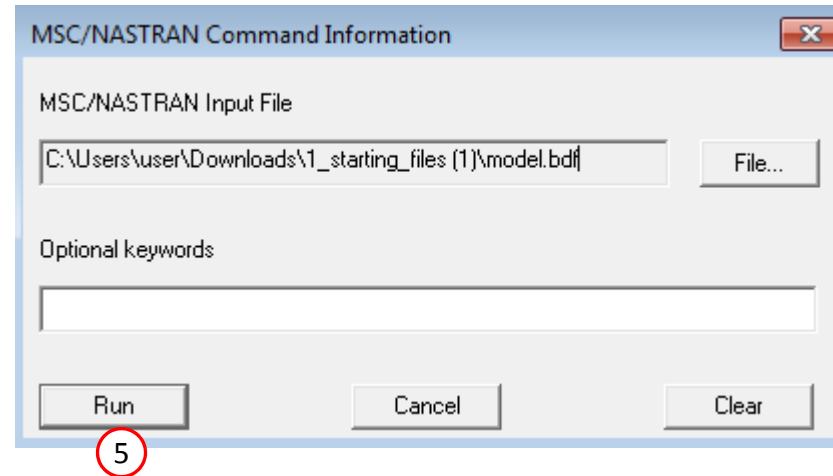 MSC/NASTRAN Command Information
MSC/NASTRAN Input File
C:\Users\user\Downloads\1_starting_files (1)\model.bdf
File...
Optional keywords
Run
Cancel
Clear
5